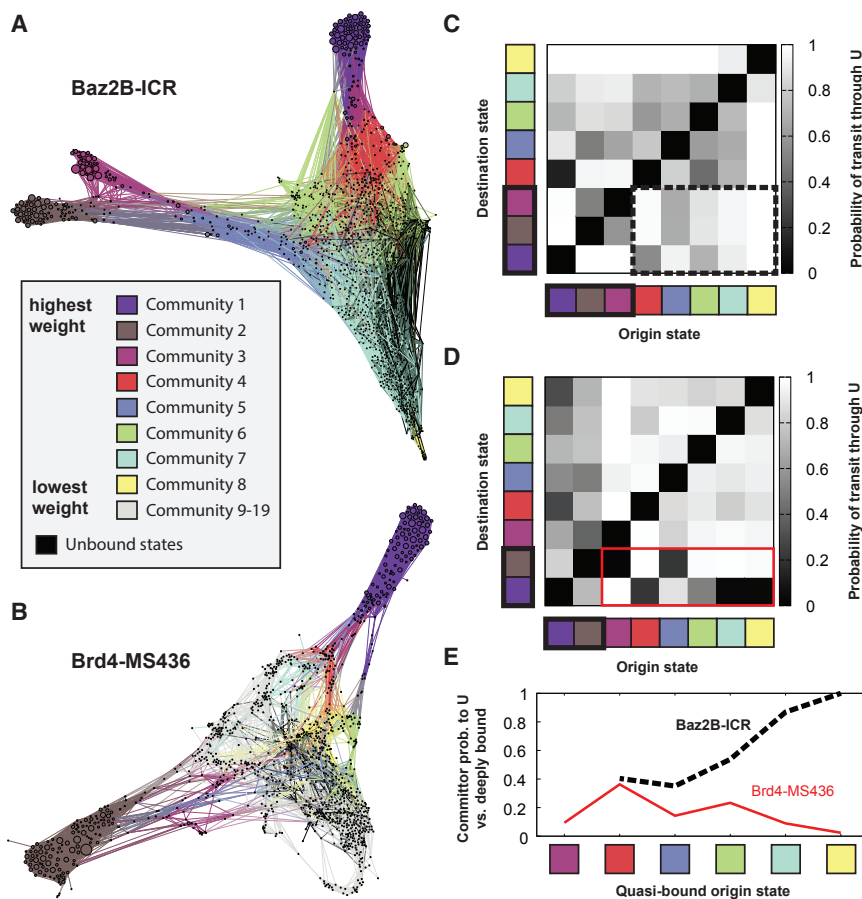 A
Baz2B-ICR
highest
weight
Community 1
Community 2
Community 3
Community 4
Community 5
Community 6
Community 7
lowest
weight
Community 8
Community 9-19
Unbound states
B
Brd4-MS436
C
Destination state
Origin state
1
0.8
0.6
0.4
0.2
0
Probability of transit through U
D
Destination state
Origin state
1
0.8
0.6
0.4
0.2
0
Probability of transit through U
E
Committor prob. to U
vs. deeply bound
1
0.8
0.6
0.4
0.2
0
Baz2B-ICR
Brd4-MS436
Quasi-bound origin state